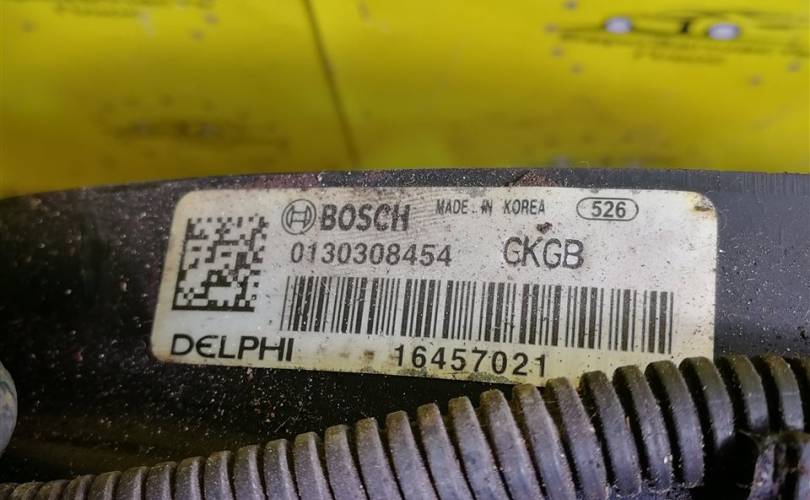 BOSCH MADE IN KOREA 526
0130308454 GKGB
DELPHI 16457021